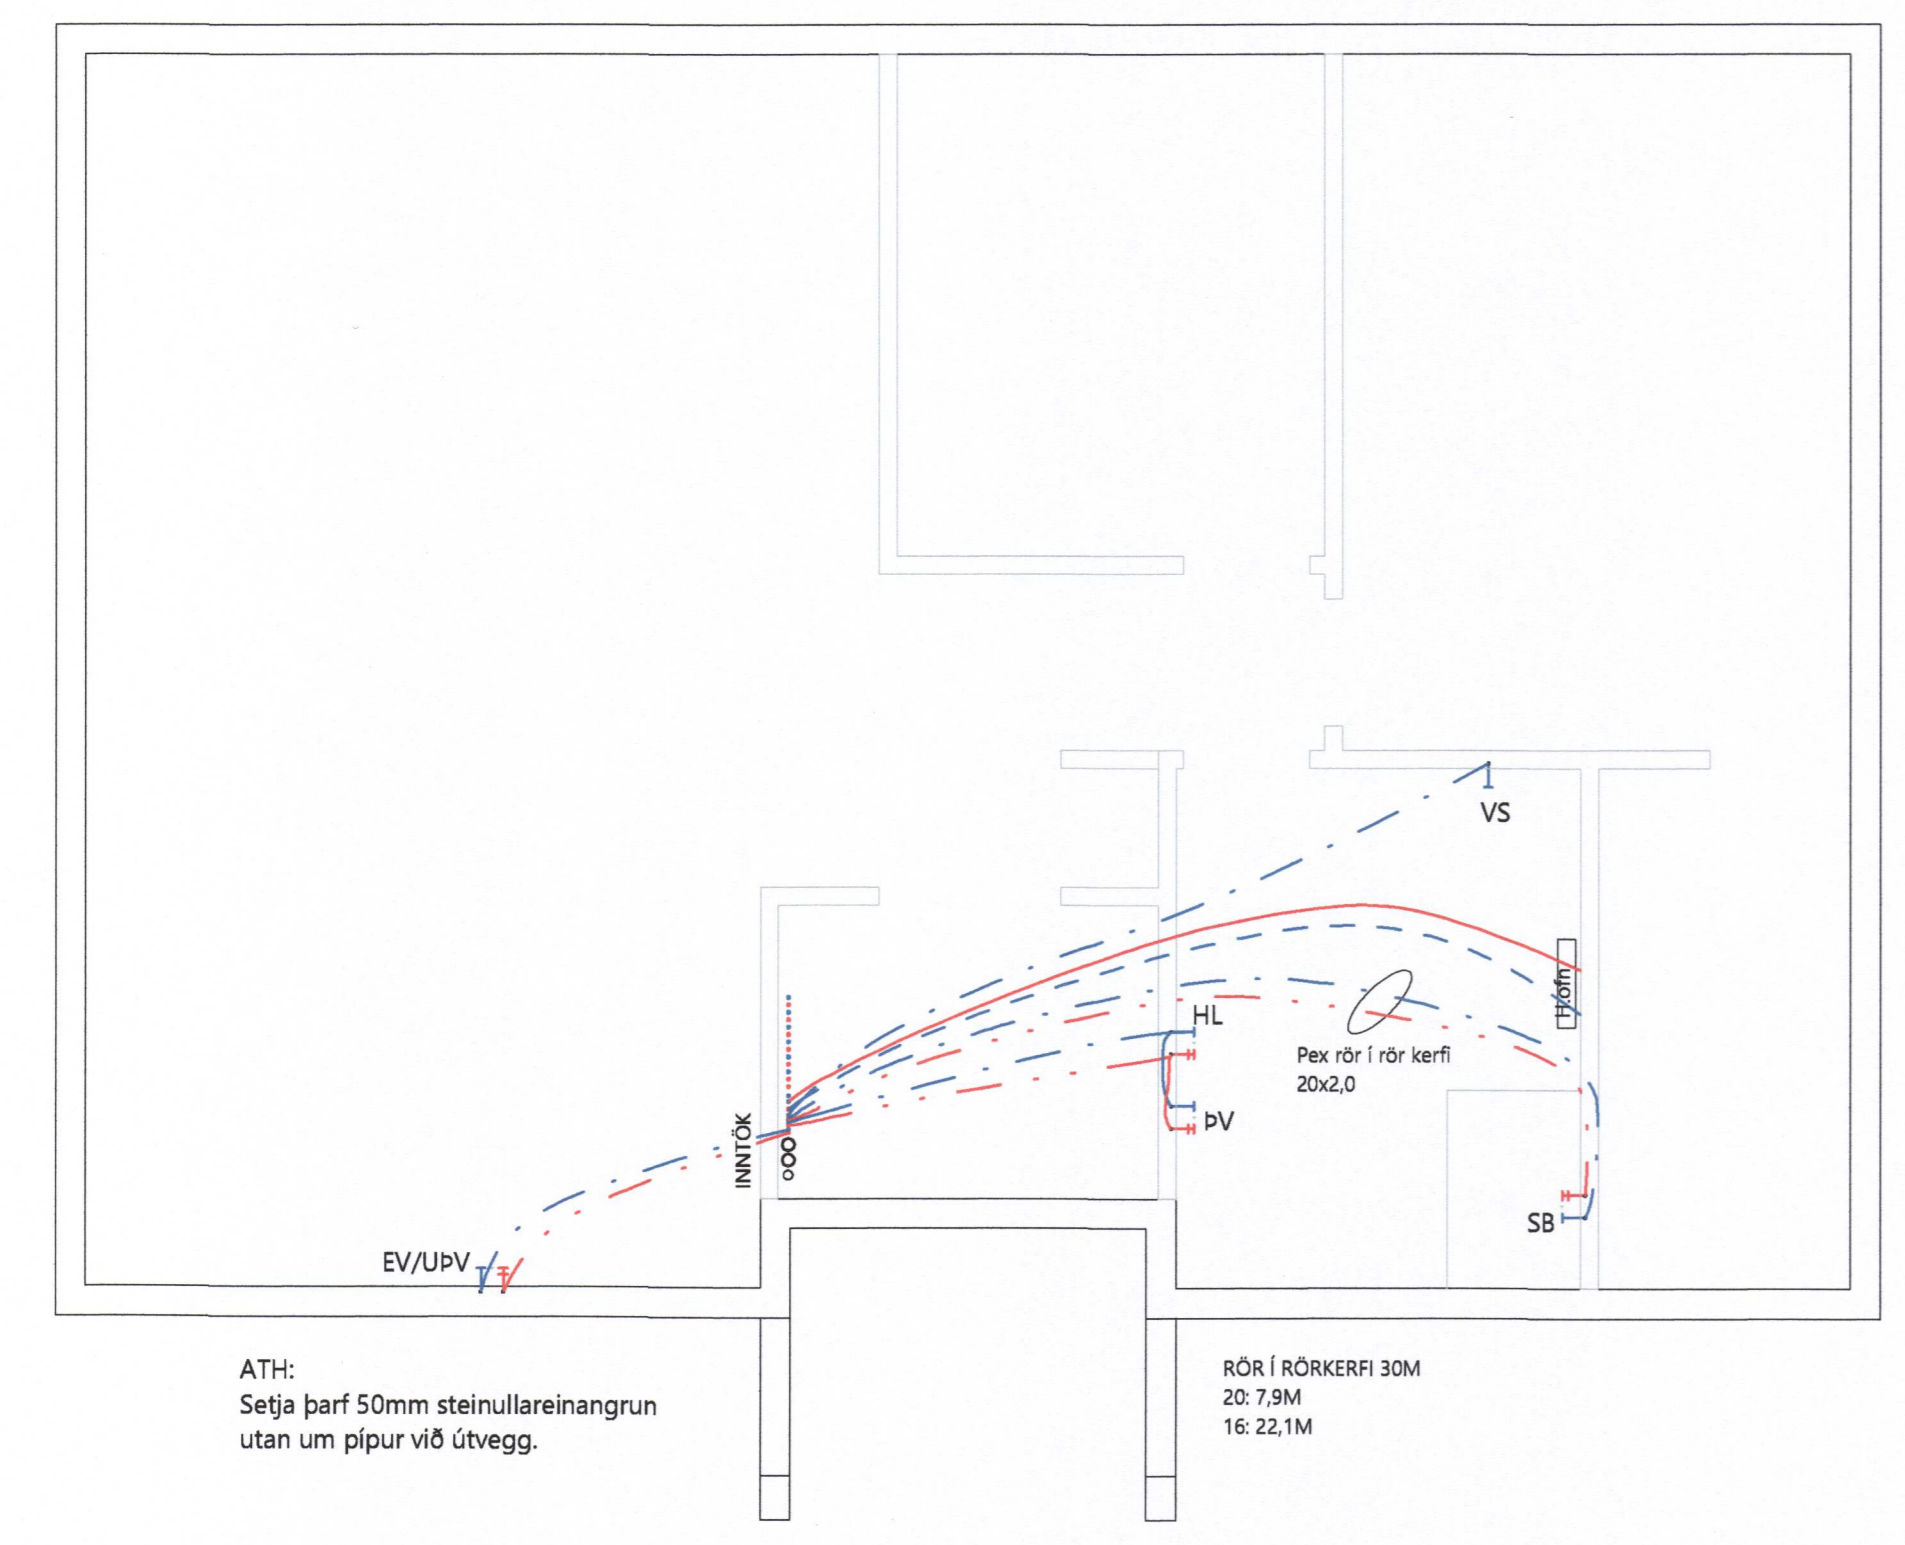 VS
H.ofn
HL
Pex rör í rör kerfi
20x2,0
ÞV
INNTÖK
SB
EV/UÞV
ATH:
Setja þarf 50mm steinullareinangrun
utan um pípur við útvegg.
RÖR Í RÖRKERFI 30M
20: 7,9M
16: 22,1M